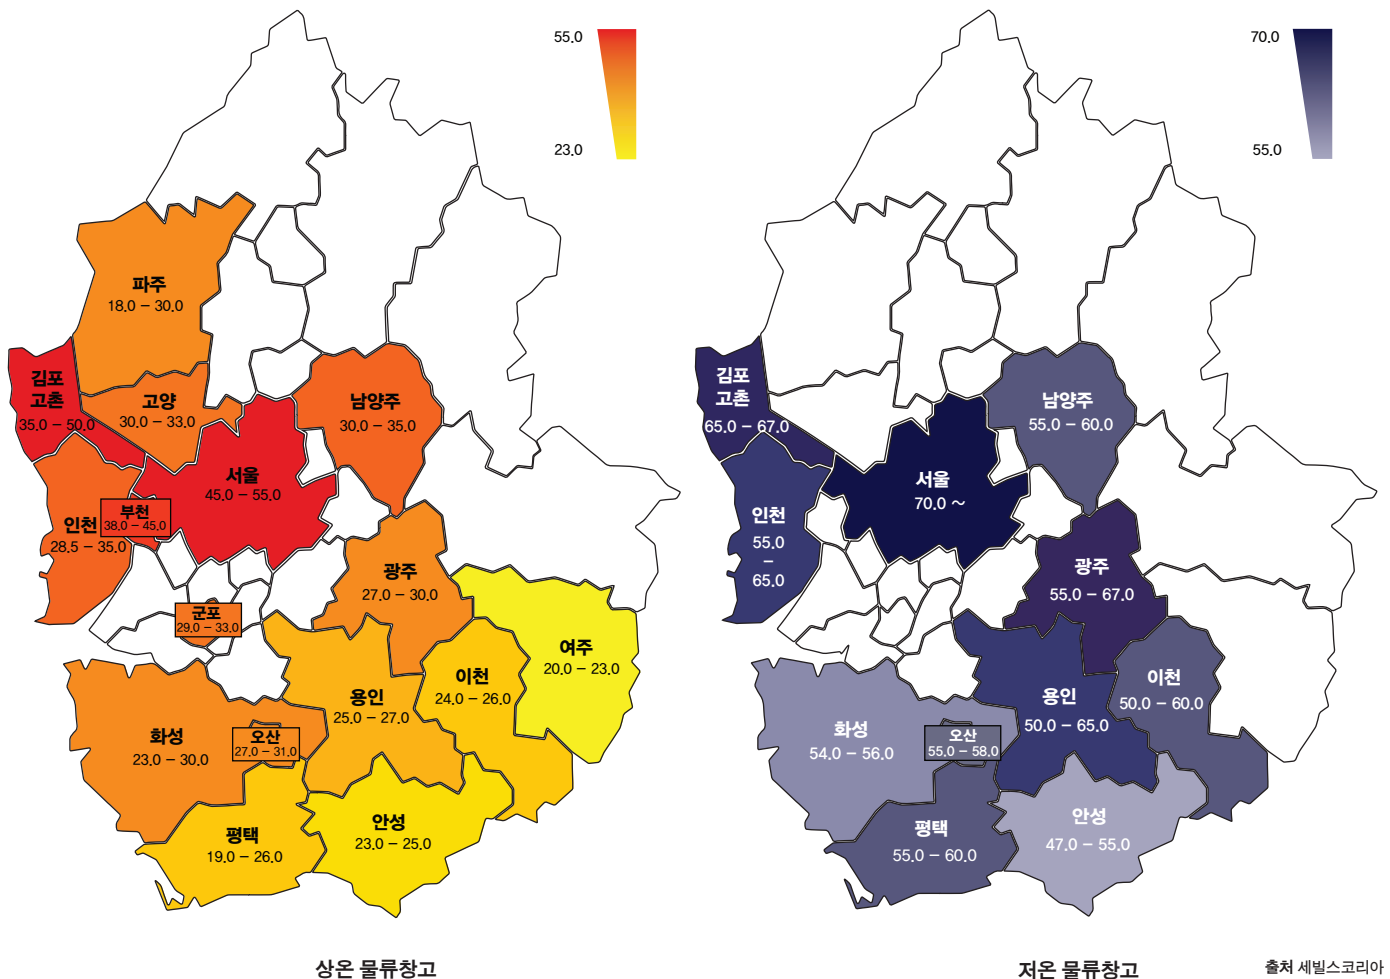 55.0
23.0
파주
18.0 – 30.0
김포
고촌
35.0 – 50.0
고양
30.0 – 33.0
남양주
30.0 – 35.0
서울
45.0 – 55.0
부천
38.0 – 45.0
인천
28.5 – 35.0
광주
27.0 – 30.0
군포
29.0 – 33.0
여주
20.0 – 23.0
이천
24.0 – 26.0
용인
25.0 – 27.0
화성
23.0 – 30.0
오산
27.0 – 31.0
안성
23.0 – 25.0
평택
19.0 – 26.0
상온 물류창고
70.0
55.0
김포
고촌
65.0 – 67.0
남양주
55.0 – 60.0
서울
70.0 ~
인천
55.0
–
65.0
광주
55.0 – 67.0
이천
50.0 – 60.0
용인
50.0 – 65.0
화성
54.0 – 56.0
오산
55.0 – 58.0
안성
47.0 – 55.0
평택
55.0 – 60.0
저온 물류창고
출처 세빌스코리아